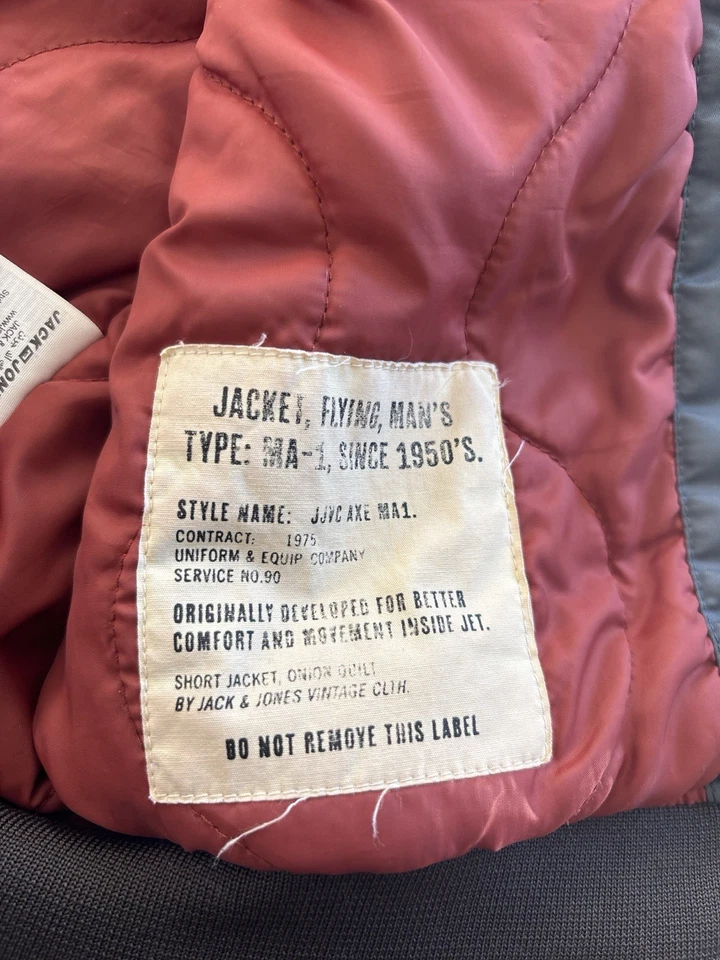 JACKET, FLYING, MAN'S
TYPE: MA-1, SINCE 1950'S.
STYLE NAME: JJVC AXE MA1.
CONTRACT: 1975
UNIFORM & EQUIP COMPANY
SERVICE NO.90
ORIGINALLY DEVELOPED FOR BETTER
COMFORT AND MOVEMENT INSIDE JET.
SHORT JACKET, ONION QUILT
BY JACK & JONES VINTAGE CLTH.
DO NOT REMOVE THIS LABEL
JACK